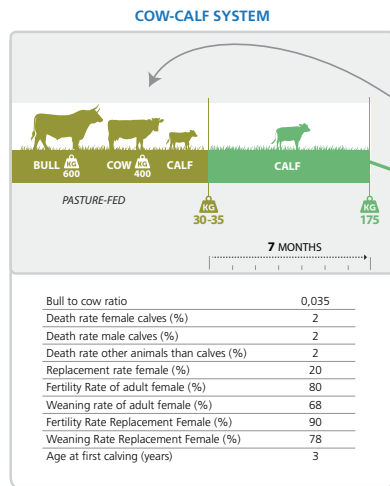 COW-CALF SYSTEM
BULL KG 600 COW KG 400 CALF
CALF
PASTURE-FED
KG 30-35
KG 175
7 MONTHS
Bull to cow ratio 0,035
Death rate female calves (%) 2
Death rate male calves (%) 2
Death rate other animals than calves (%) 2
Replacement rate female (%) 20
Fertility Rate of adult female (%) 80
Weaning rate of adult female (%) 68
Fertility Rate Replacement Female (%) 90
Weaning Rate Replacement Female (%) 78
Age at first calving (years) 3